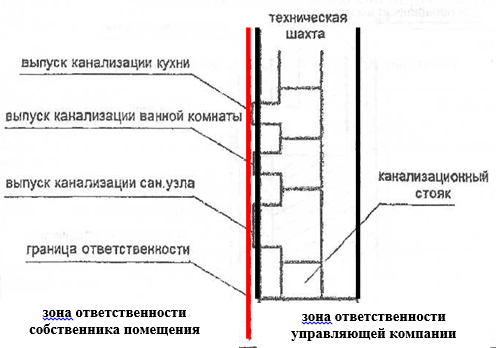 техническая
шахта
выпуск канализации кухни
выпуск канализации ванной комнаты
выпуск канализации сан.узла
канализационный
стояк
граница ответственности
зона ответственности
собственника помещения
зона ответственности
управляющей компании